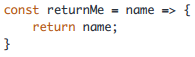 const returnMe = name => {
    return name;
}